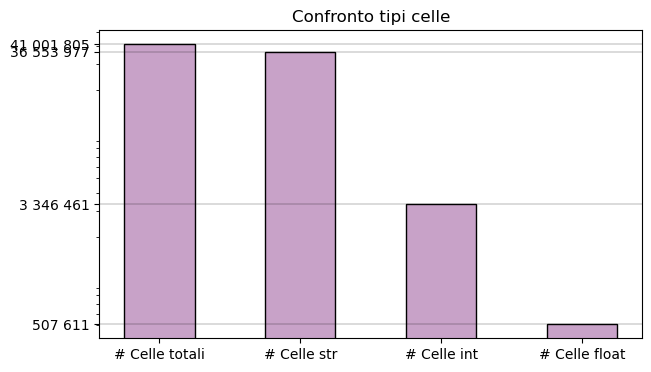 Confronto tipi celle
41 001 805
36 553 977
3 346 461
507 611
# Celle totali
# Celle str
# Celle int
# Celle float